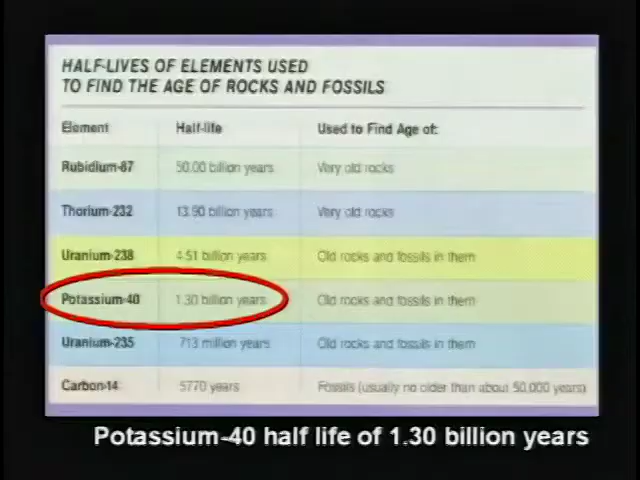 HALF-LIVES OF ELEMENTS USED
TO FIND THE AGE OF ROCKS AND FOSSILS
Element Half-life Used to Find Age of:
Rubidium-87 50.00 billion years Very old rocks
Thorium-232 13.90 billion years Very old rocks
Uranium-238 4.51 billion years Old rocks and fossils in them
Potassium-40 1.30 billion years Old rocks and fossils in them
Uranium-235 713 million years Old rocks and fossils in them
Carbon-14 5770 years Fossils (usually no older than about 50,000 years)
Potassium-40 half life of 1.30 billion years